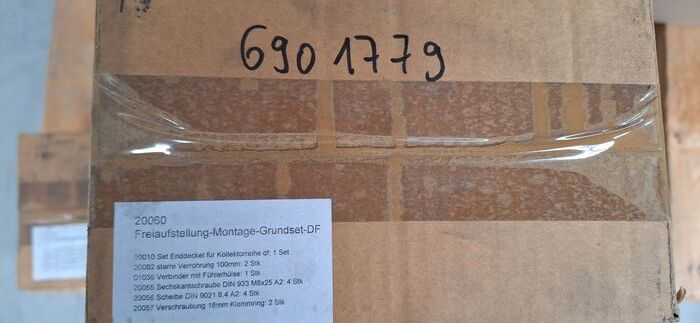 6901779
20060
Freiaufstellung-Montage-Grundset-DF
20010 Set Enddeckel für Kollektorreihe df: 1 Set
20092 starre Verrohrung 100mm: 2 Stk
01036 Verbinder mit Fühlerhülse: 1 Stk
20055 Sechskantschraube DIN 933 M8x25 A2: 4 Stk
20056 Scheibe DIN 9021 8,4 A2: 4 Stk
20057 Verschraubung 18mm Klemmring: 2 Stk